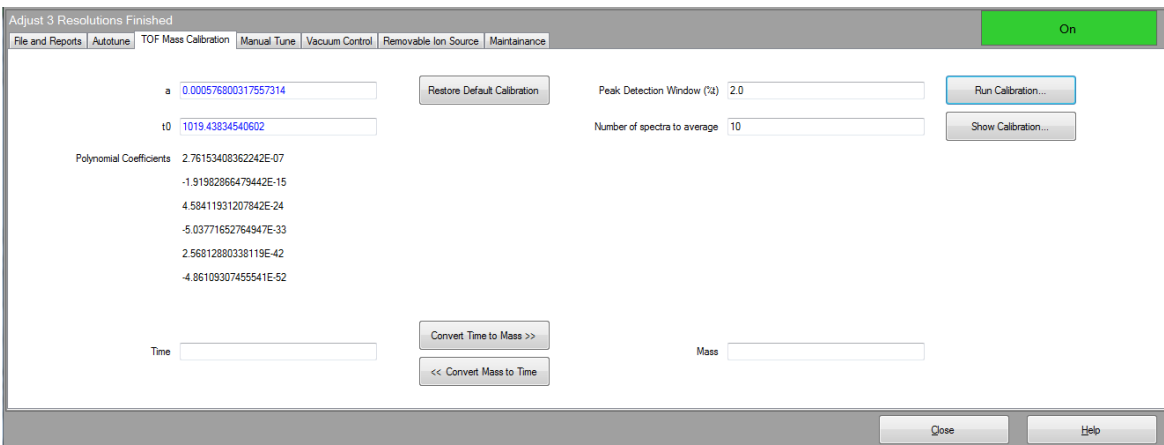 Adjust 3 Resolutions Finished
On
File and Reports Autotune TOF Mass Calibration Manual Tune Vacuum Control Removable Ion Source Maintainance
a 0.000576800317557314 Restore Default Calibration Peak Detection Window (%t) 2.0 Run Calibration...
t0 1019.43834540602 Number of spectra to average 10 Show Calibration...
Polynomial Coefficients 2.76153408362242E-07
-1.91982866479442E-15
4.58411931207842E-24
-5.03771652764947E-33
2.56812880338119E-42
-4.86109307455541E-52
Convert Time to Mass >>
Time Mass
<< Convert Mass to Time
Close Help